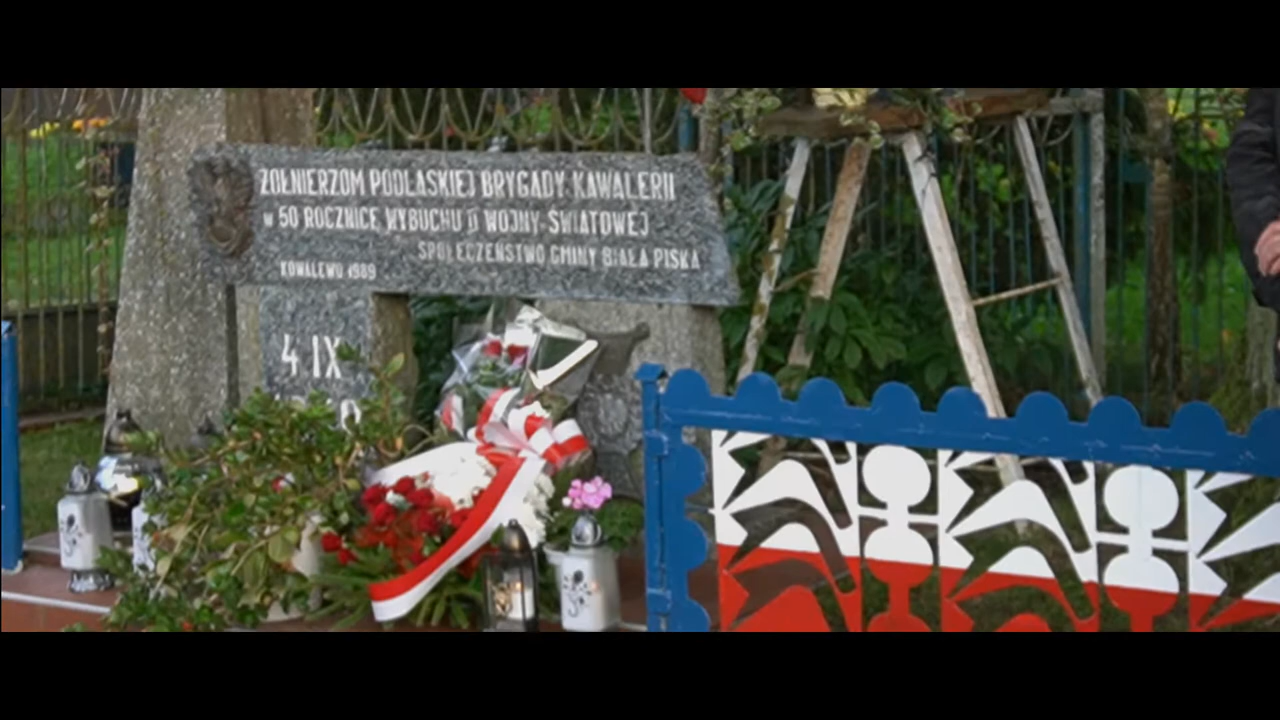 ŻOŁNIERZOM PODLASKIEJ BRYGADY KAWALERII
w 50 ROCZNICĘ WYBUCHU II WOJNY ŚWIATOWEJ
SPOŁECZEŃSTWO GMINY BIAŁA PISKA
KOWALEWO 1989
4 IX